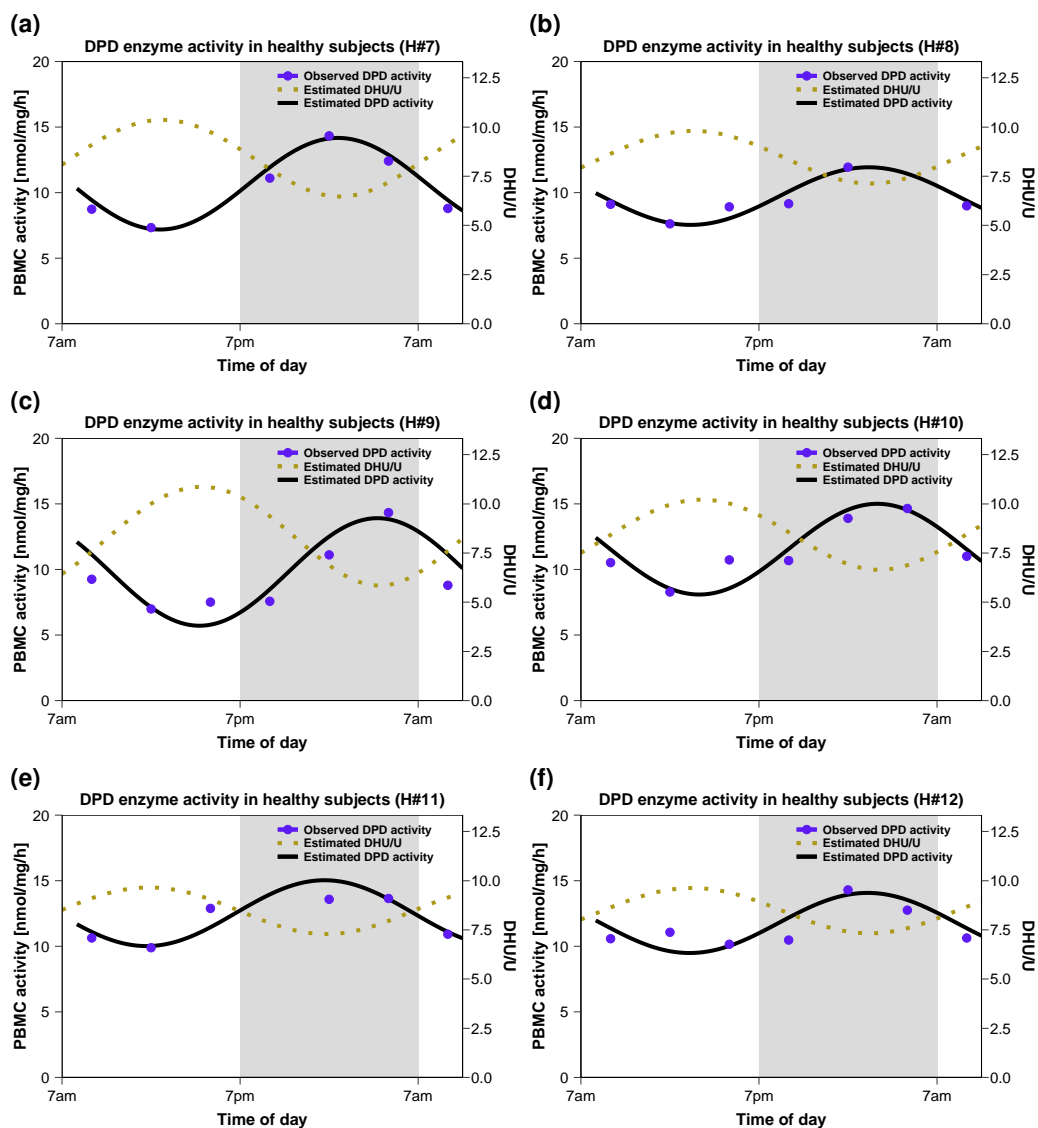 (a)
DPD enzyme activity in healthy subjects (H#7)
20
15
10
5
0
PBMC activity [nmol/mg/h]
Observed DPD activity
Estimated DHU/U
Estimated DPD activity
12.5
10.0
7.5
5.0
2.5
0.0
DHU/U
7am
7pm
7am
Time of day
(b)
DPD enzyme activity in healthy subjects (H#8)
20
15
10
5
0
PBMC activity [nmol/mg/h]
Observed DPD activity
Estimated DHU/U
Estimated DPD activity
12.5
10.0
7.5
5.0
2.5
0.0
DHU/U
7am
7pm
7am
Time of day
(c)
DPD enzyme activity in healthy subjects (H#9)
20
15
10
5
0
PBMC activity [nmol/mg/h]
Observed DPD activity
Estimated DHU/U
Estimated DPD activity
12.5
10.0
7.5
5.0
2.5
0.0
DHU/U
7am
7pm
7am
Time of day
(d)
DPD enzyme activity in healthy subjects (H#10)
20
15
10
5
0
PBMC activity [nmol/mg/h]
Observed DPD activity
Estimated DHU/U
Estimated DPD activity
12.5
10.0
7.5
5.0
2.5
0.0
DHU/U
7am
7pm
7am
Time of day
(e)
DPD enzyme activity in healthy subjects (H#11)
20
15
10
5
0
PBMC activity [nmol/mg/h]
Observed DPD activity
Estimated DHU/U
Estimated DPD activity
12.5
10.0
7.5
5.0
2.5
0.0
DHU/U
7am
7pm
7am
Time of day
(f)
DPD enzyme activity in healthy subjects (H#12)
20
15
10
5
0
PBMC activity [nmol/mg/h]
Observed DPD activity
Estimated DHU/U
Estimated DPD activity
12.5
10.0
7.5
5.0
2.5
0.0
DHU/U
7am
7pm
7am
Time of day